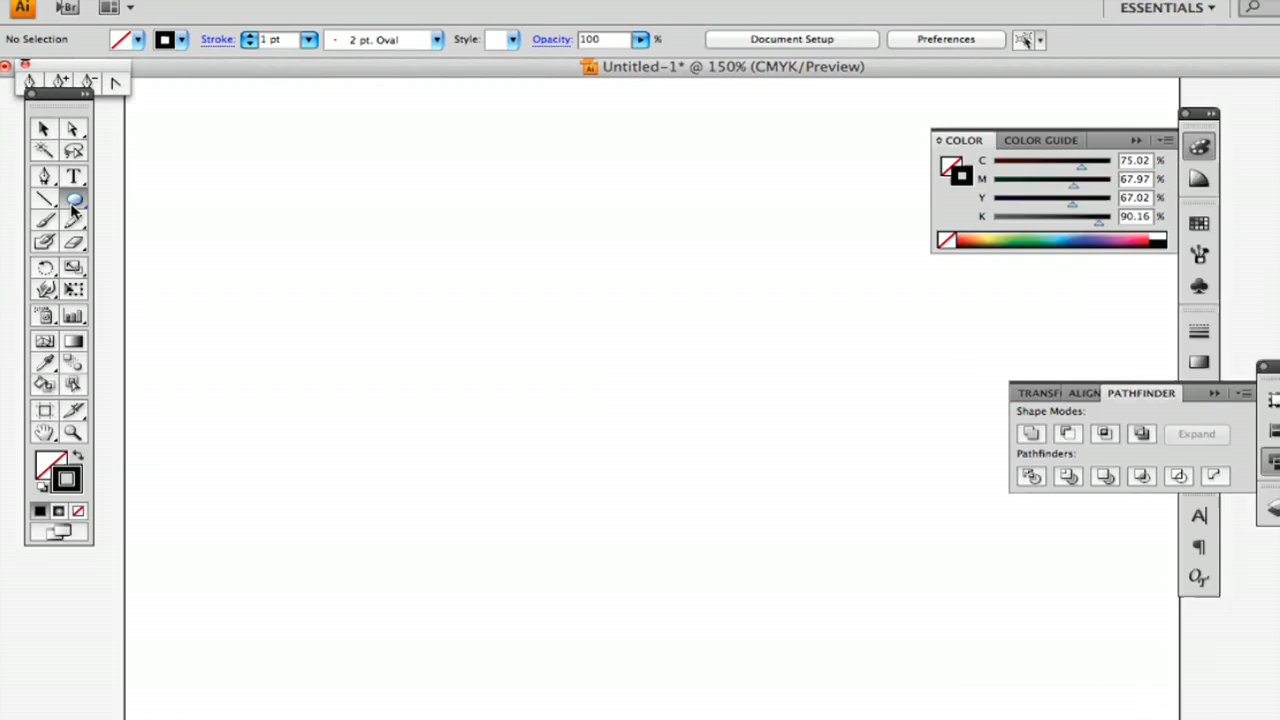 Ai Br ESSENTIALS
No Selection Stroke: 1 pt 2 pt. Oval Style: Opacity: 100 % Document Setup Preferences
Untitled-1* @ 150% (CMYK/Preview)
T
COLOR COLOR GUIDE
C 75.02 %
M 67.97 %
Y 67.02 %
K 90.16 %
TRANSF ALIGN PATHFINDER
Shape Modes:
Expand
Pathfinders:
A
¶
O T